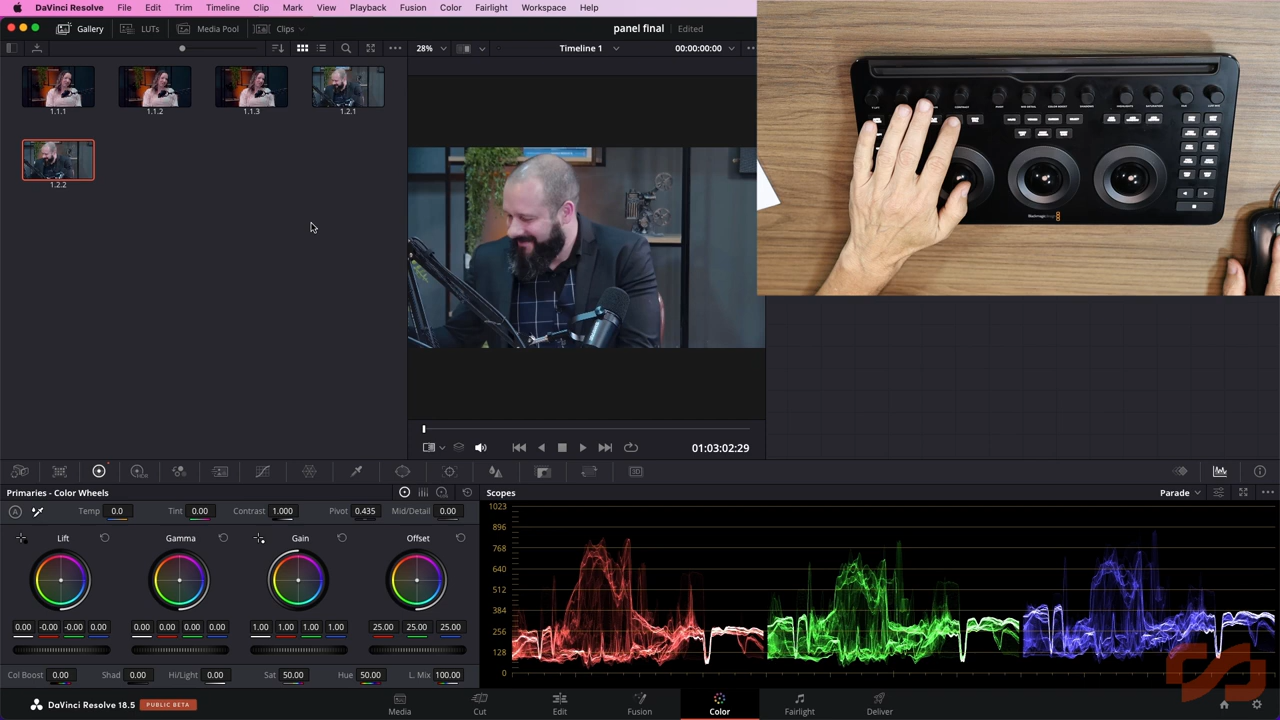 DaVinci Resolve File Edit Trim Timeline Clip Mark View Playback Fusion Color Fairlight Workspace Help
Gallery LUTs Media Pool Clips panel final Edited
28% Timeline 1 00:00:00:00
1.1.1 1.1.2 1.1.3 1.2.1
1.2.2
01:03:02:29
3D
Primaries - Color Wheels
Temp 0.0 Tint 0.00 Contrast 1.000 Pivot 0.435 Mid/Detail 0.00
Lift Gamma Gain Offset
0.00 -0.00 -0.00 0.00 0.00 0.00 0.00 0.00 1.00 1.00 1.00 1.00 25.00 25.00 25.00
Col Boost 0.00 Shad 0.00 Hi/Light 0.00 Sat 50.00 Hue 50.00 L. Mix 100.00
Scopes Parade
1023
896
768
640
512
384
256
128
0
DaVinci Resolve 18.5 PUBLIC BETA
Media Cut Edit Fusion Color Fairlight Deliver